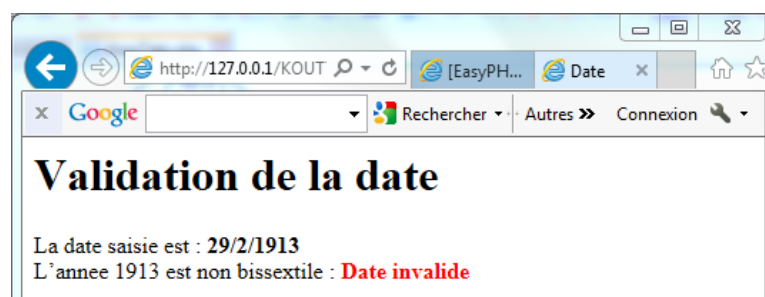 http://127.0.0.1/KOUT
[EasyPH...
Date
x Google
Rechercher
Autres »
Connexion
Validation de la date
La date saisie est : 29/2/1913
L'annee 1913 est non bissextile : Date invalide